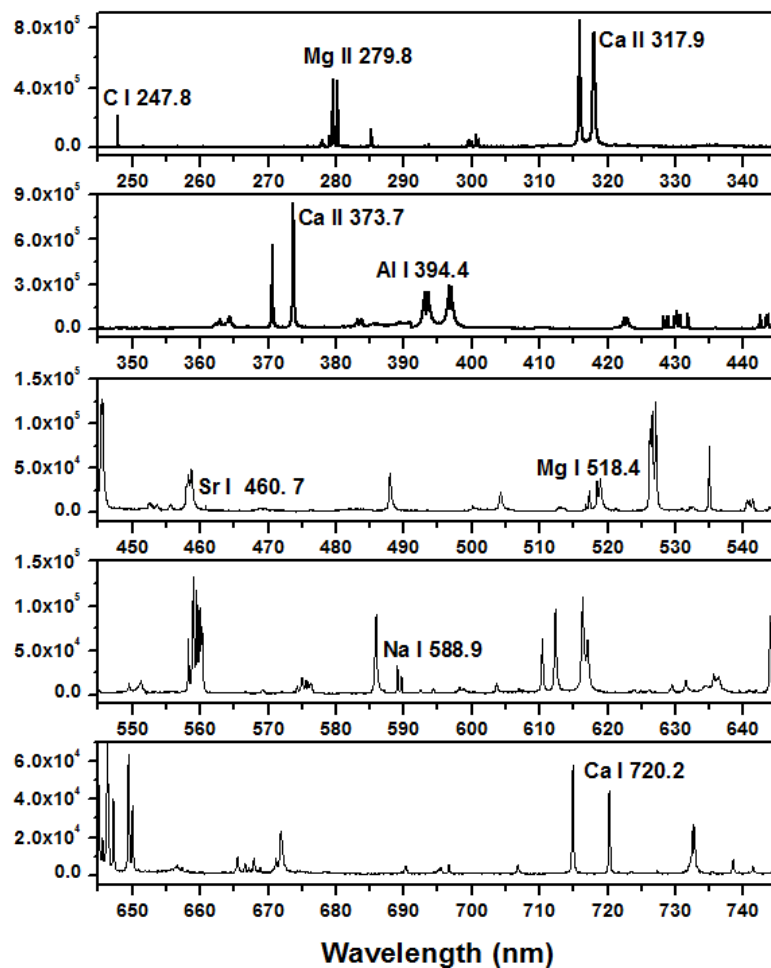 8.0x10⁵
Ca II 317.9
Mg II 279.8
4.0x10⁵
C I 247.8
0.0
250 260 270 280 290 300 310 320 330 340
9.0x10⁵
Ca II 373.7
6.0x10⁵
Al I 394.4
3.0x10⁵
0.0
350 360 370 380 390 400 410 420 430 440
1.5x10⁵
1.0x10⁵
5.0x10⁴
Sr I 460. 7
Mg I 518.4
0.0
450 460 470 480 490 500 510 520 530 540
1.5x10⁵
1.0x10⁵
5.0x10⁴
Na I 588.9
0.0
550 560 570 580 590 600 610 620 630 640
6.0x10⁴
Ca I 720.2
4.0x10⁴
2.0x10⁴
0.0
650 660 670 680 690 700 710 720 730 740
Wavelength (nm)